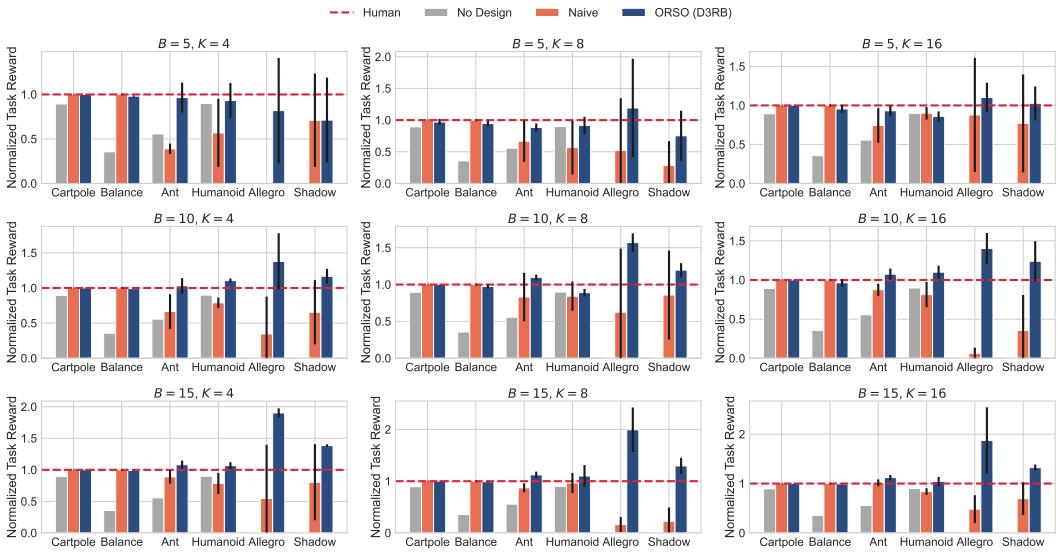 Human No Design Naive ORSO (D3RB)
B = 5, K = 4
Normalized Task Reward
1.0
0.5
0.0
Cartpole Balance Ant Humanoid Allegro Shadow
B = 5, K = 8
Normalized Task Reward
2.0
1.5
1.0
0.5
0.0
Cartpole Balance Ant Humanoid Allegro Shadow
B = 5, K = 16
Normalized Task Reward
1.5
1.0
0.5
0.0
Cartpole Balance Ant Humanoid Allegro Shadow
B = 10, K = 4
Normalized Task Reward
1.5
1.0
0.5
0.0
Cartpole Balance Ant Humanoid Allegro Shadow
B = 10, K = 8
Normalized Task Reward
1.5
1.0
0.5
0.0
Cartpole Balance Ant Humanoid Allegro Shadow
B = 10, K = 16
Normalized Task Reward
1.5
1.0
0.5
0.0
Cartpole Balance Ant Humanoid Allegro Shadow
B = 15, K = 4
Normalized Task Reward
2.0
1.5
1.0
0.5
0.0
Cartpole Balance Ant Humanoid Allegro Shadow
B = 15, K = 8
Normalized Task Reward
2
1
0
Cartpole Balance Ant Humanoid Allegro Shadow
B = 15, K = 16
Normalized Task Reward
2
1
0
Cartpole Balance Ant Humanoid Allegro Shadow